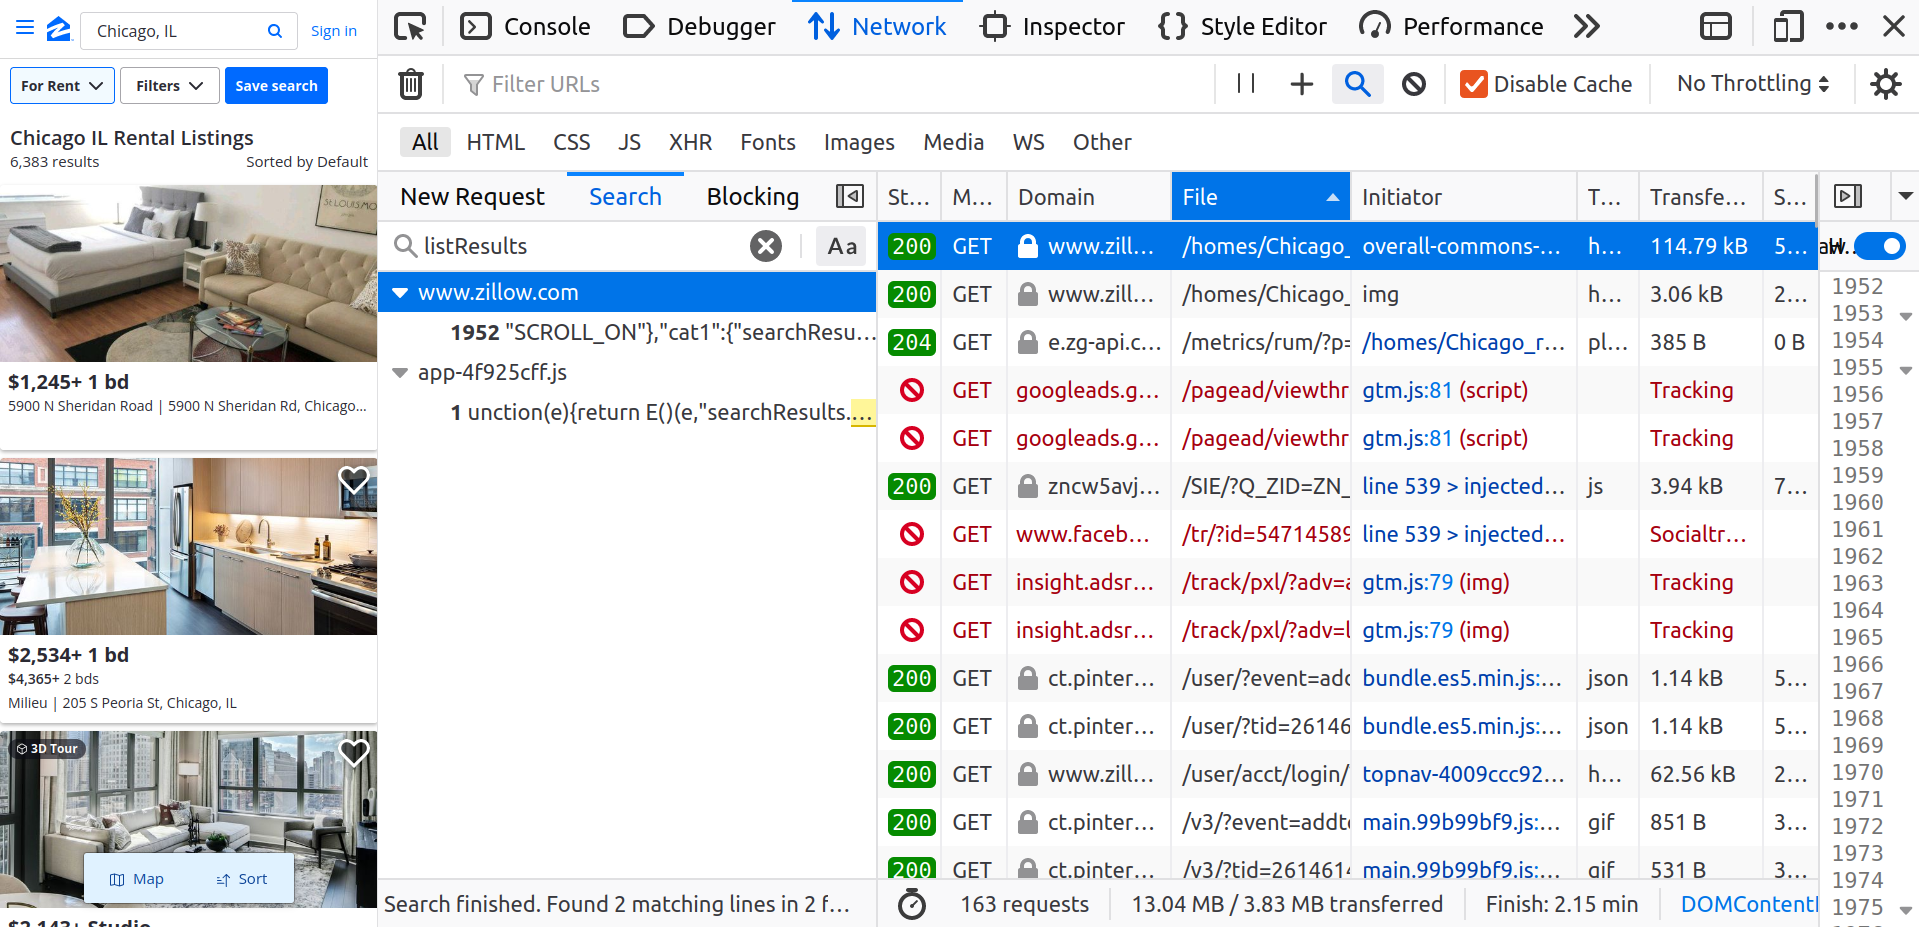 Chicago, IL
Sign in
For Rent
Filters
Save search
Chicago IL Rental Listings
6,383 results
Sorted by Default
ST.LOUIS MO
$1,245+ 1 bd
5900 N Sheridan Road | 5900 N Sheridan Rd, Chicago...
$2,534+ 1 bd
$4,365+ 2 bds
Milieu | 205 S Peoria St, Chicago, IL
3D Tour
Map
Sort
$2,143+ Studio
Console
Debugger
Network
Inspector
Style Editor
Performance
Filter URLs
Disable Cache
No Throttling
All
HTML
CSS
JS
XHR
Fonts
Images
Media
WS
Other
New Request
Search
Blocking
listResults
Aa
www.zillow.com
1952 "SCROLL_ON"},"cat1":{"searchResu...
app-4f925cff.js
1 unction(e){return E()(e,"searchResults....
Search finished. Found 2 matching lines in 2 f...
St... M... Domain File Initiator T... Transfe... S...
200 GET www.zill... /homes/Chicago_ overall-commons-... h... 114.79 kB 5...
200 GET www.zill... /homes/Chicago_ img h... 3.06 kB 2...
204 GET e.zg-api.c... /metrics/rum/?p= /homes/Chicago_r... pl... 385 B 0 B
GET googleads.g... /pagead/viewthr gtm.js:81 (script) Tracking
GET googleads.g... /pagead/viewthr gtm.js:81 (script) Tracking
200 GET zncw5avj... /SIE/?Q_ZID=ZN_ line 539 > injected... js 3.94 kB 7...
GET www.faceb... /tr/?id=54714589 line 539 > injected... Socialtr...
GET insight.adsr... /track/pxl/?adv=a gtm.js:79 (img) Tracking
GET insight.adsr... /track/pxl/?adv=l gtm.js:79 (img) Tracking
200 GET ct.pinter... /user/?event=add bundle.es5.min.js:... json 1.14 kB 5...
200 GET ct.pinter... /user/?tid=26146 bundle.es5.min.js:... json 1.14 kB 5...
200 GET www.zill... /user/acct/login/ topnav-4009ccc92... h... 62.56 kB 2...
200 GET ct.pinter... /v3/?event=addto main.99b99bf9.js:... gif 851 B 3...
200 GET ct.pinter... /v3/?tid=2614614 main.99b99bf9.js:... gif 531 B 3...
163 requests
13.04 MB / 3.83 MB transferred
Finish: 2.15 min
DOMContentl
1952
1953
1954
1955
1956
1957
1958
1959
1960
1961
1962
1963
1964
1965
1966
1967
1968
1969
1970
1971
1972
1973
1974
1975